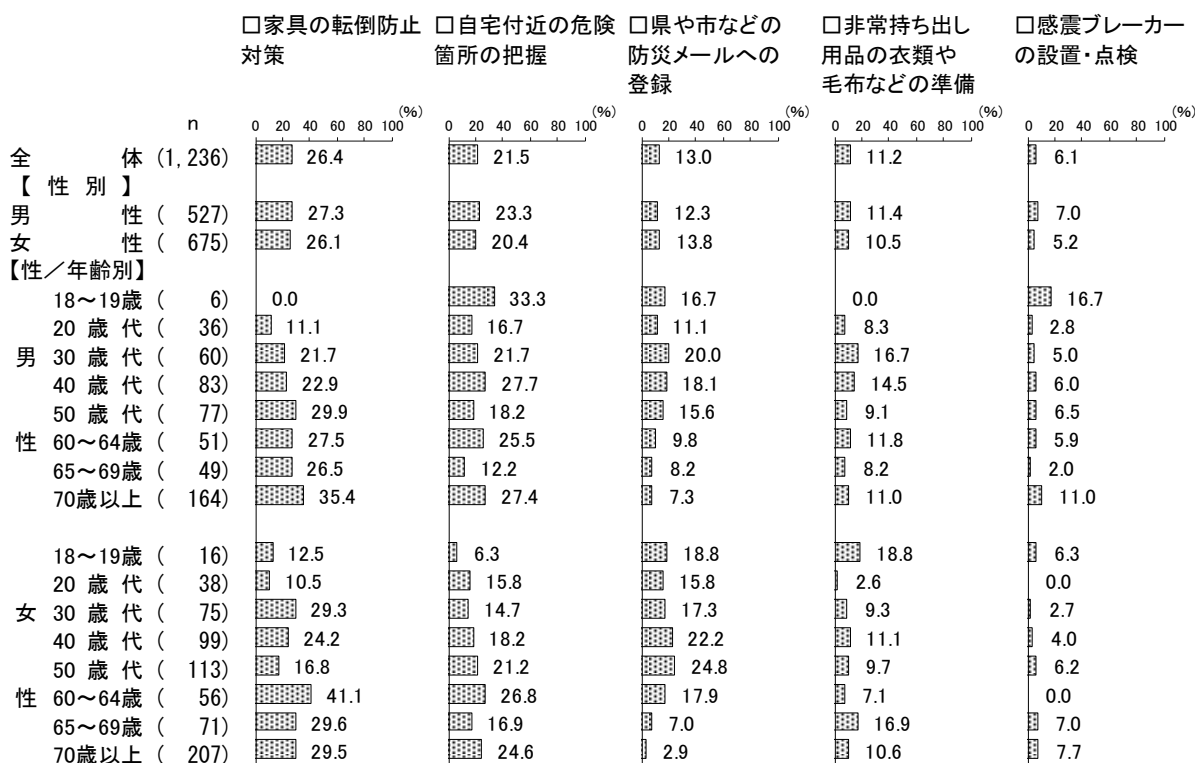 □家具の転倒防止 □自宅付近の危険 □県や市などの □非常持ち出し □感震ブレーカー
対策 箇所の把握 防災メールへの 用品の衣類や の設置・点検
登録 毛布などの準備
(%) (%) (%) (%) (%)
n 0 20 40 60 80 100 0 20 40 60 80 100 0 20 40 60 80 100 0 20 40 60 80 100 0 20 40 60 80 100
全体 (1,236) 26.4 21.5 13.0 11.2 6.1
【性別】
男性 ( 527) 27.3 23.3 12.3 11.4 7.0
女性 ( 675) 26.1 20.4 13.8 10.5 5.2
【性／年齢別】
18～19歳 ( 6) 0.0 33.3 16.7 0.0 16.7
20歳代 ( 36) 11.1 16.7 11.1 8.3 2.8
男 30歳代 ( 60) 21.7 21.7 20.0 16.7 5.0
40歳代 ( 83) 22.9 27.7 18.1 14.5 6.0
50歳代 ( 77) 29.9 18.2 15.6 9.1 6.5
性 60～64歳 ( 51) 27.5 25.5 9.8 11.8 5.9
65～69歳 ( 49) 26.5 12.2 8.2 8.2 2.0
70歳以上 ( 164) 35.4 27.4 7.3 11.0 11.0
18～19歳 ( 16) 12.5 6.3 18.8 18.8 6.3
20歳代 ( 38) 10.5 15.8 15.8 2.6 0.0
女 30歳代 ( 75) 29.3 14.7 17.3 9.3 2.7
40歳代 ( 99) 24.2 18.2 22.2 11.1 4.0
50歳代 ( 113) 16.8 21.2 24.8 9.7 6.2
性 60～64歳 ( 56) 41.1 26.8 17.9 7.1 0.0
65～69歳 ( 71) 29.6 16.9 7.0 16.9 7.0
70歳以上 ( 207) 29.5 24.6 2.9 10.6 7.7